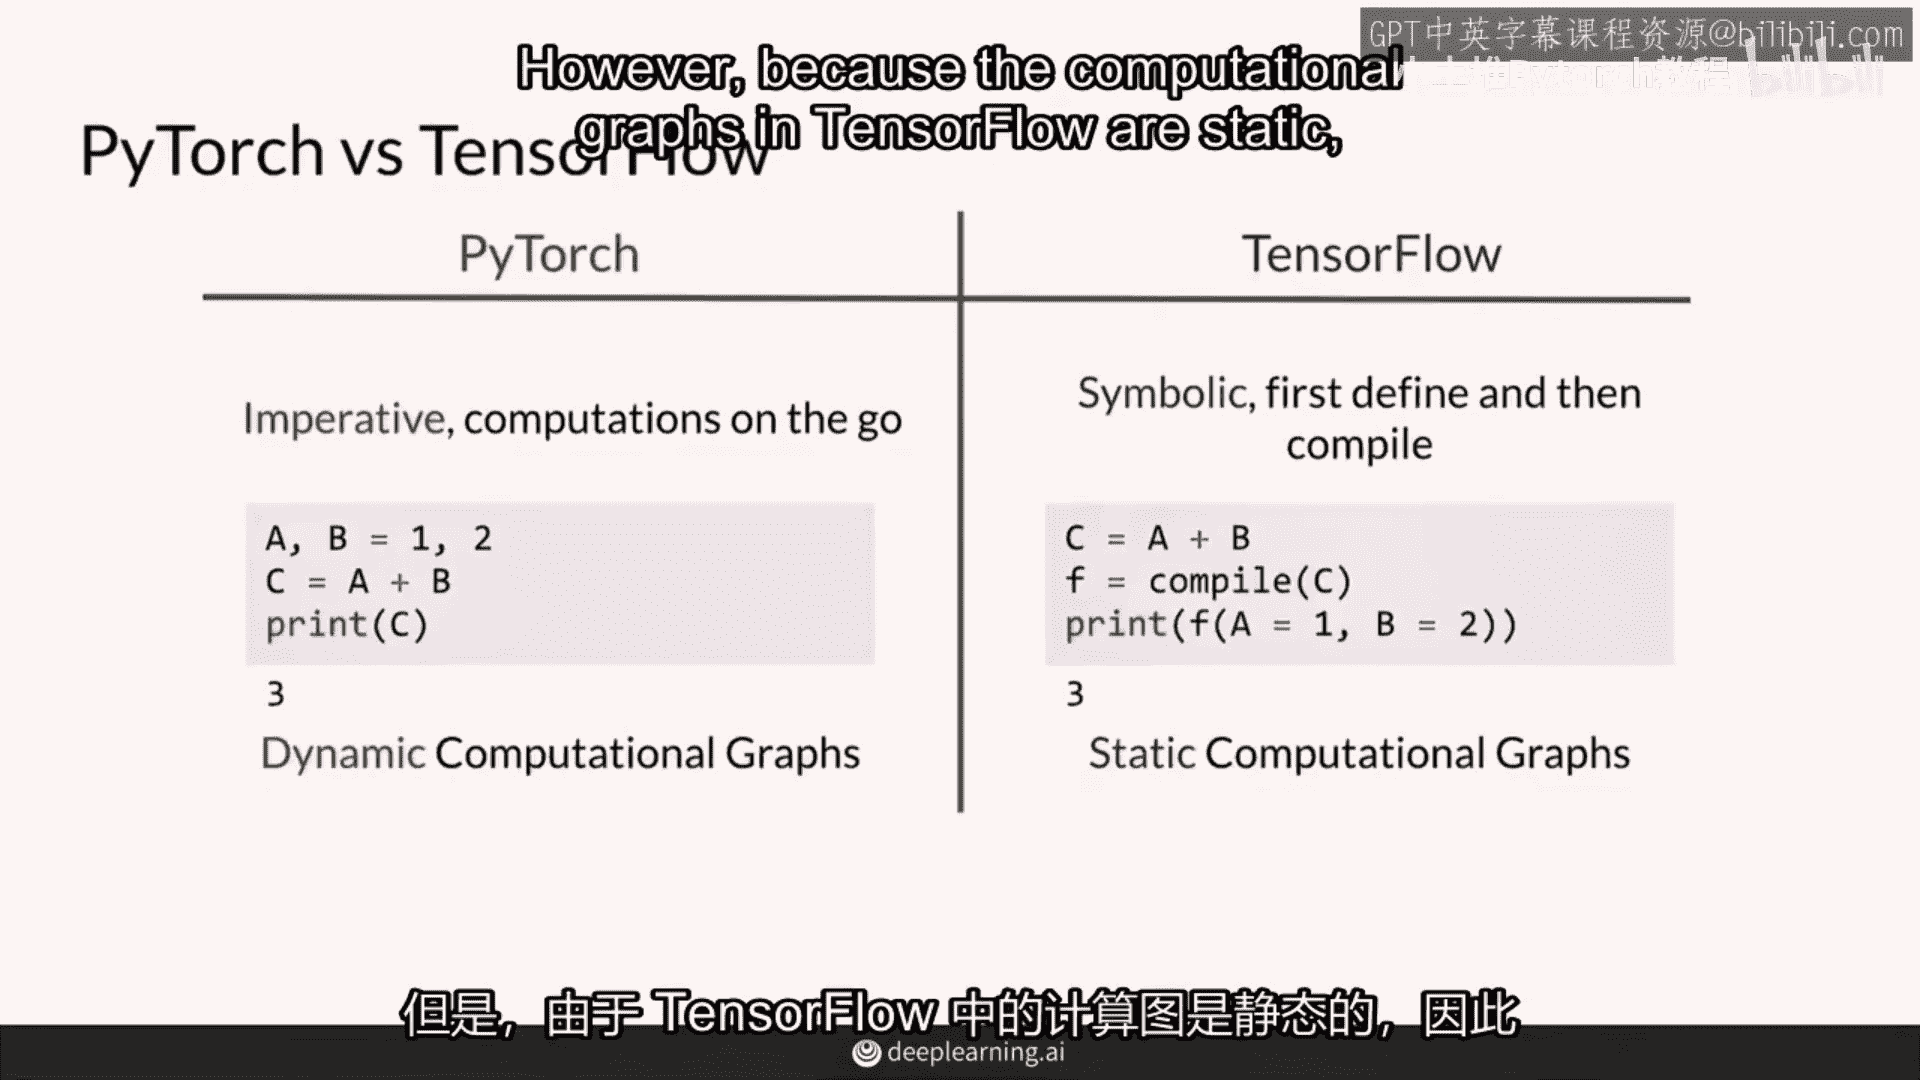 GPT中英字幕课程资源@bilibili.com
However, because the computational
graphs in TensorFlow are static,
PyTorch vs TensorFlow
PyTorch
TensorFlow
Imperative, computations on the go
Symbolic, first define and then
compile
A, B = 1, 2
C = A + B
print(C)
C = A + B
f = compile(C)
print(f(A = 1, B = 2))
3
3
Dynamic Computational Graphs
Static Computational Graphs
但是，由于 TensorFlow 中的计算图是静态的，因此
deeplearning.ai